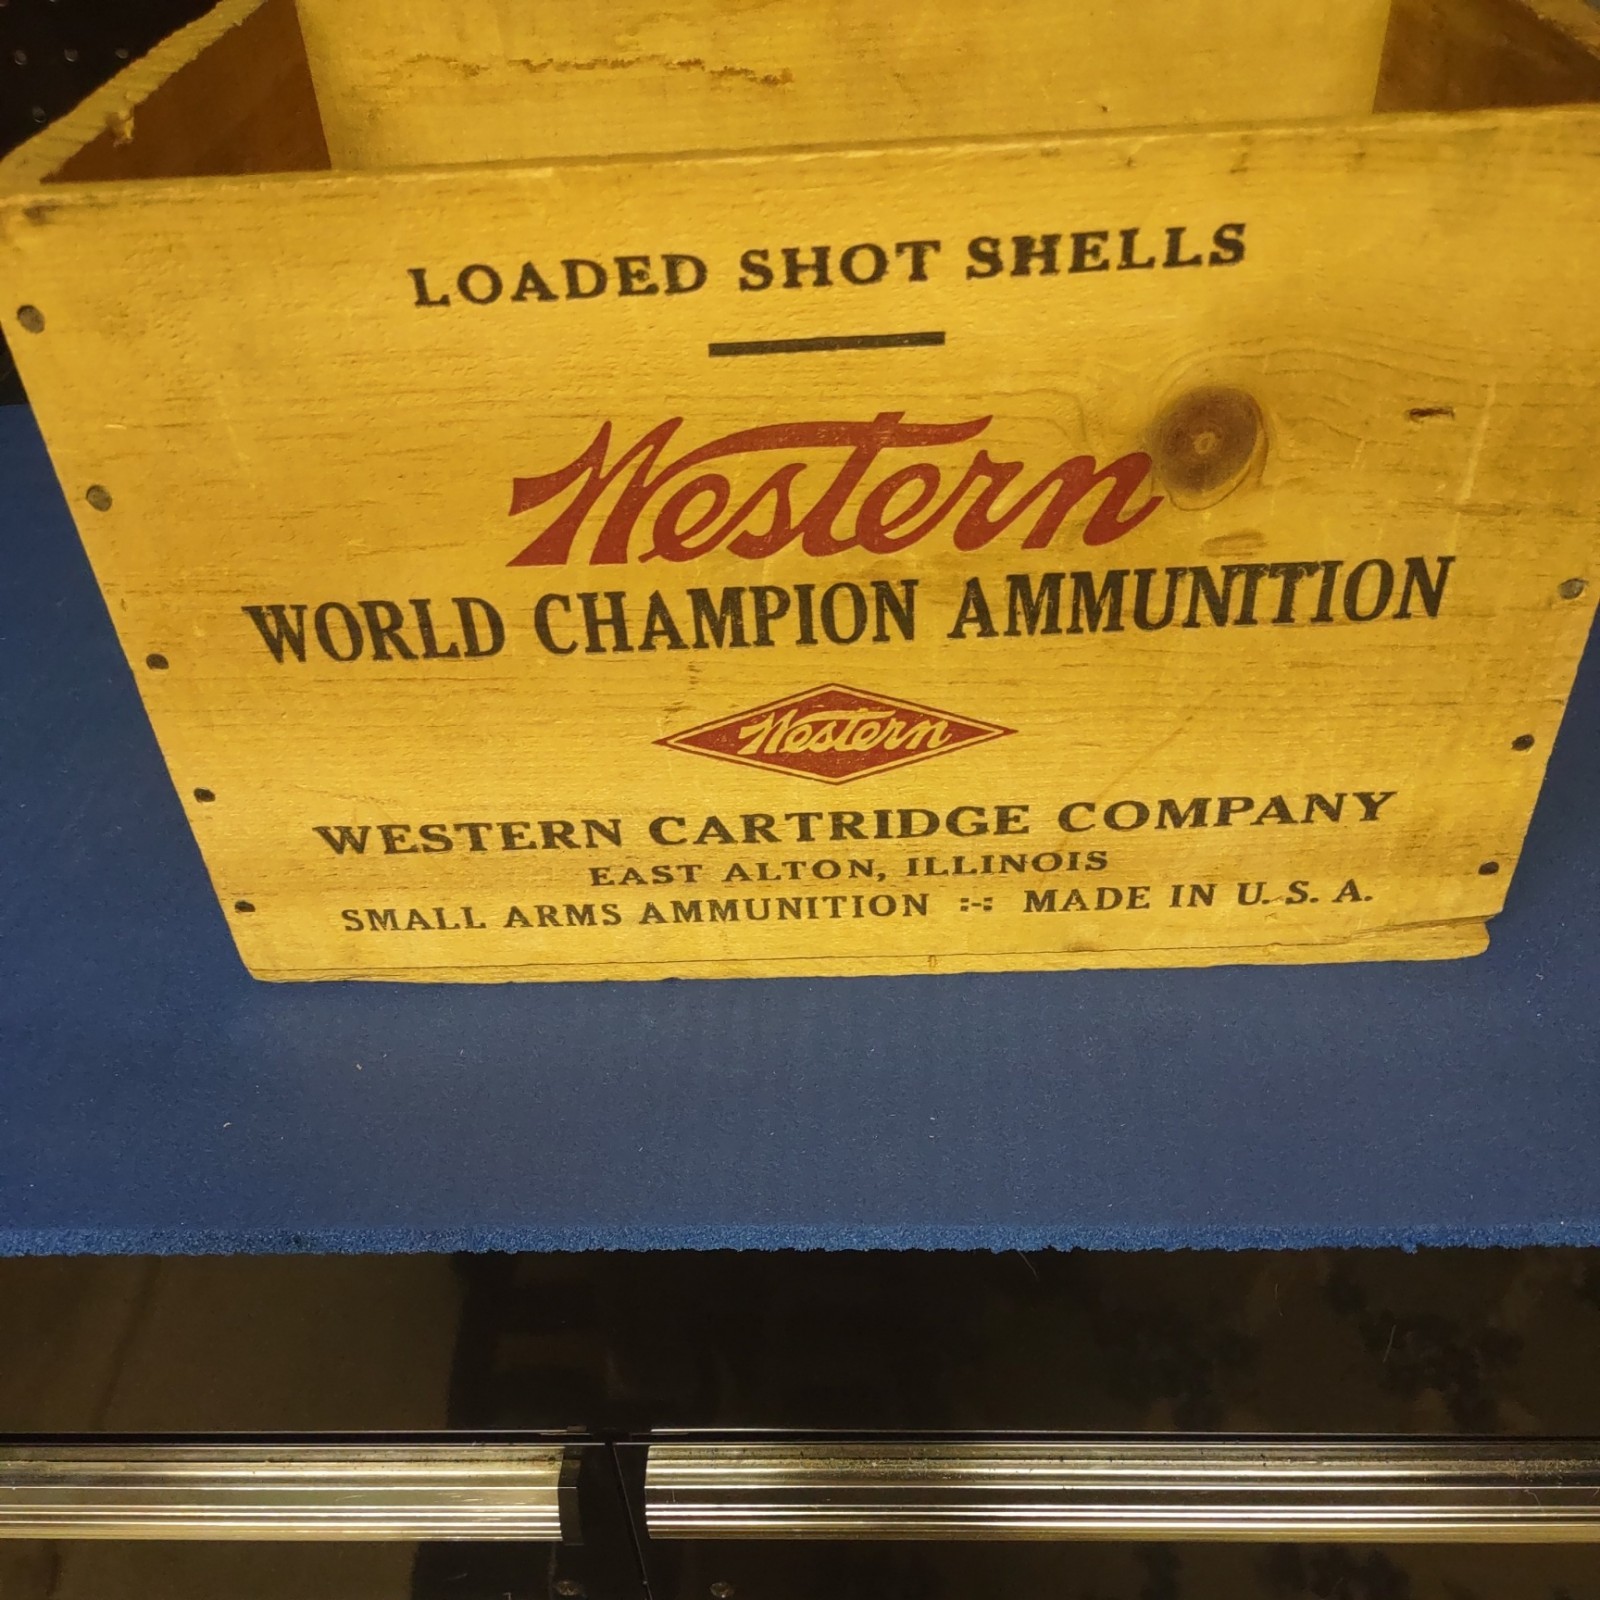 LOADED SHOT SHELLS
Western
WORLD CHAMPION AMMUNITION
Western
WESTERN CARTRIDGE COMPANY
EAST ALTON, ILLINOIS
SMALL ARMS AMMUNITION :-: MADE IN U. S. A.